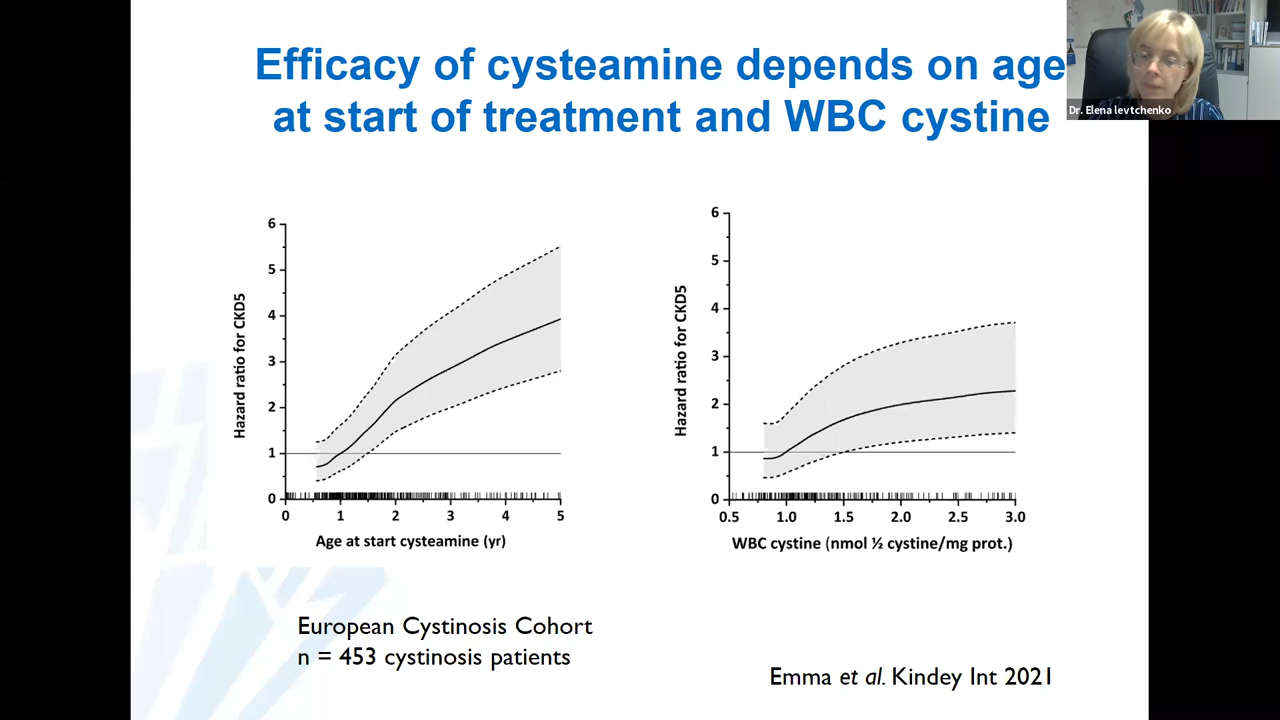 Efficacy of cysteamine depends on age
at start of treatment and WBC cystine
Dr. Elena levtchenko
6
5
4
3
2
1
0
Hazard ratio for CKD5
0 1 2 3 4 5
Age at start cysteamine (yr)
6
5
4
3
2
1
0
Hazard ratio for CKD5
0.5 1.0 1.5 2.0 2.5 3.0
WBC cystine (nmol ½ cystine/mg prot.)
European Cystinosis Cohort
n = 453 cystinosis patients
Emma et al. Kindey Int 2021